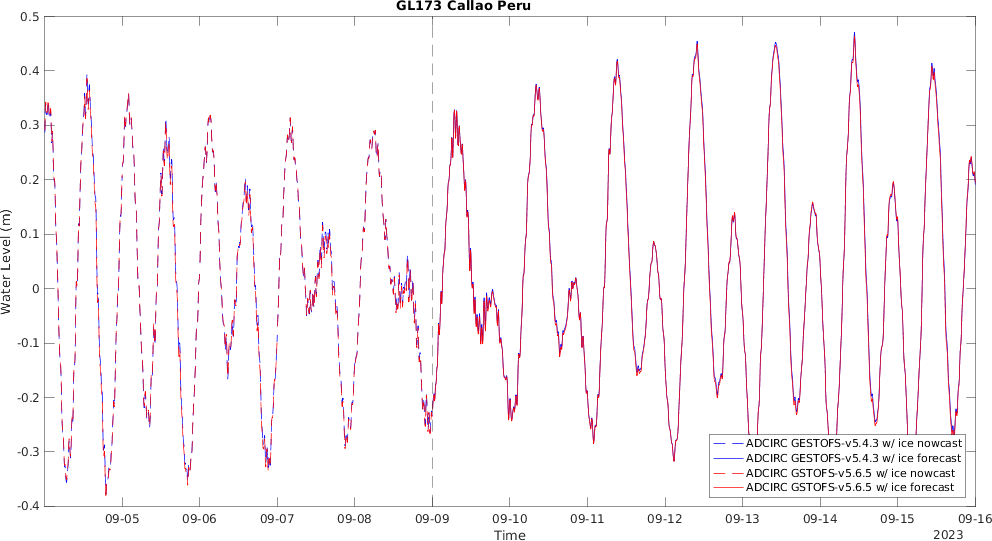 GL173 Callao Peru
0.5
0.4
0.3
0.2
0.1
0
-0.1
-0.2
-0.3
-0.4
Water Level (m)
09-05 09-06 09-07 09-08 09-09 09-10 09-11 09-12 09-13 09-14 09-15 09-16
Time
2023
ADCIRC GESTOFS-v5.4.3 w/ ice nowcast
ADCIRC GESTOFS-v5.4.3 w/ ice forecast
ADCIRC GSTOFS-v5.6.5 w/ ice nowcast
ADCIRC GSTOFS-v5.6.5 w/ ice forecast